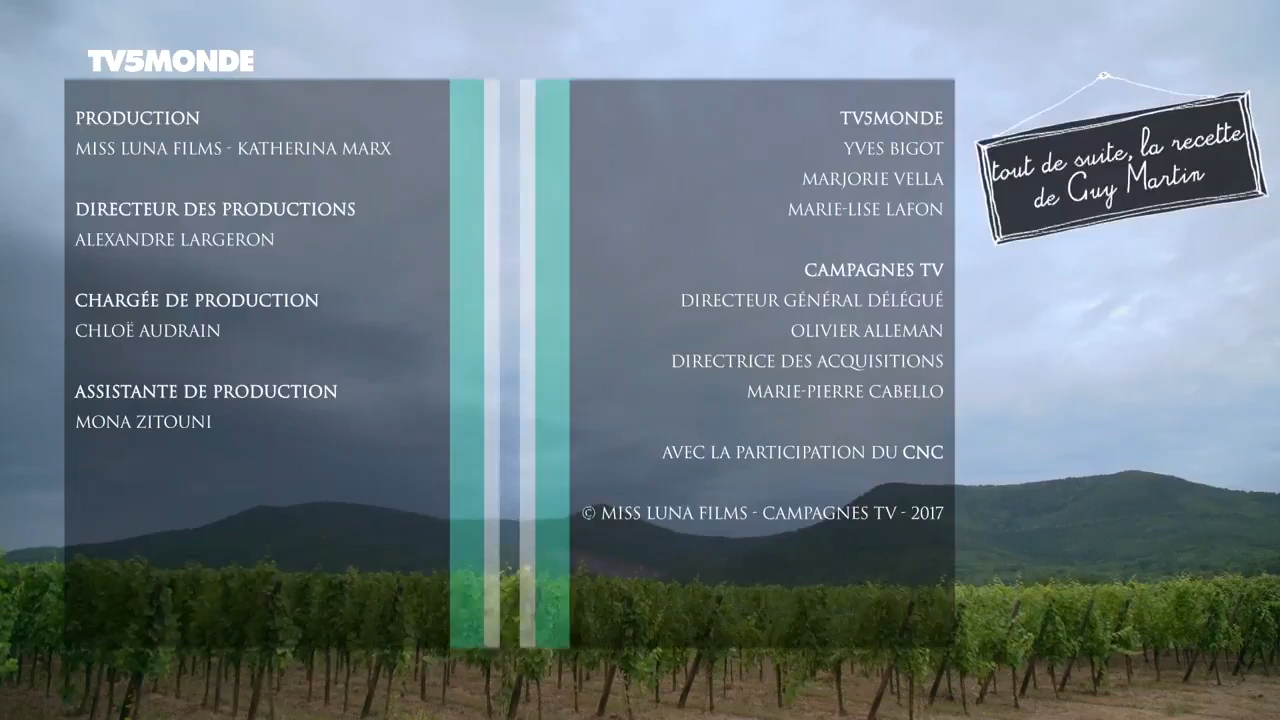 TV5MONDE
PRODUCTION
MISS LUNA FILMS - KATHERINA MARX
DIRECTEUR DES PRODUCTIONS
ALEXANDRE LARGERON
CHARGÉE DE PRODUCTION
CHLOË AUDRAIN
ASSISTANTE DE PRODUCTION
MONA ZITOUNI
TV5MONDE
YVES BIGOT
MARJORIE VELLA
MARIE-LISE LAFON
CAMPAGNES TV
DIRECTEUR GÉNÉRAL DÉLÉGUÉ
OLIVIER ALLEMAN
DIRECTRICE DES ACQUISITIONS
MARIE-PIERRE CABELLO
AVEC LA PARTICIPATION DU CNC
© MISS LUNA FILMS - CAMPAGNES TV - 2017
tout de suite, la recette
de Guy Martin